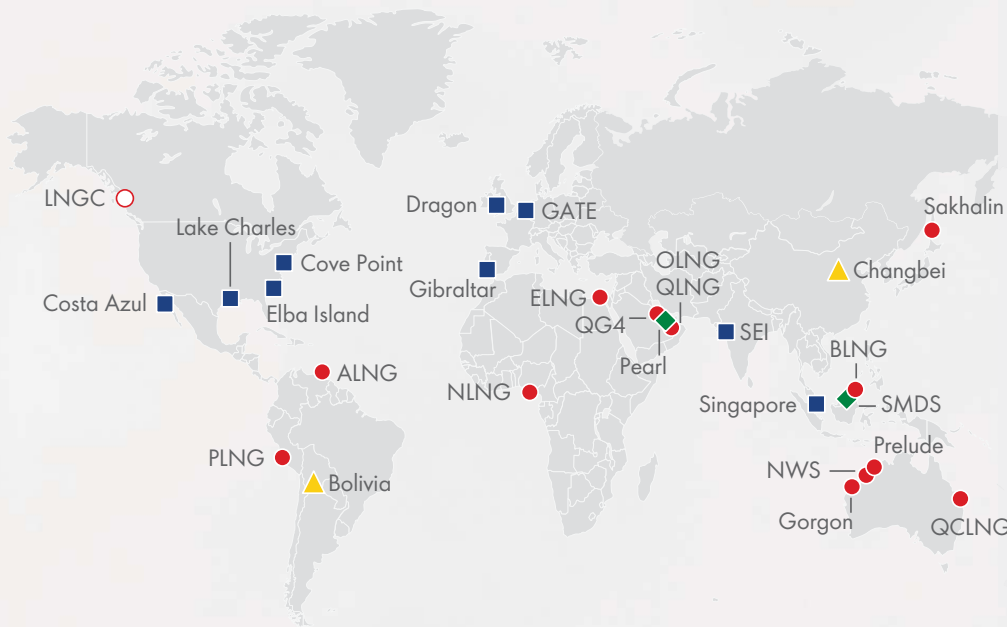 LNGC
Lake Charles
Cove Point
Costa Azul
Elba Island
Dragon
GATE
Gibraltar
Sakhalin
OLNG
QLNG
Changbei
ELNG
QG4
Pearl
SEI
BLNG
ALNG
NLNG
Singapore
SMDS
PLNG
Bolivia
Prelude
NWS
Gorgon
QCLNG